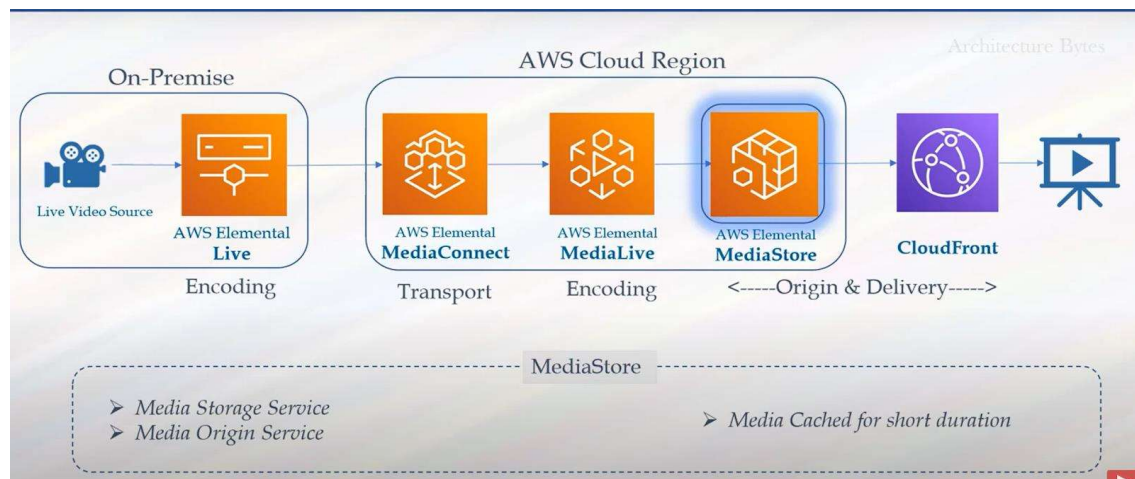 Architecture Bytes
On-Premise
AWS Cloud Region
Live Video Source
AWS Elemental
Live
AWS Elemental
MediaConnect
AWS Elemental
MediaLive
AWS Elemental
MediaStore
CloudFront
Encoding
Transport
Encoding
<-----Origin & Delivery----->
MediaStore
➢ Media Storage Service
➢ Media Origin Service
➢ Media Cached for short duration